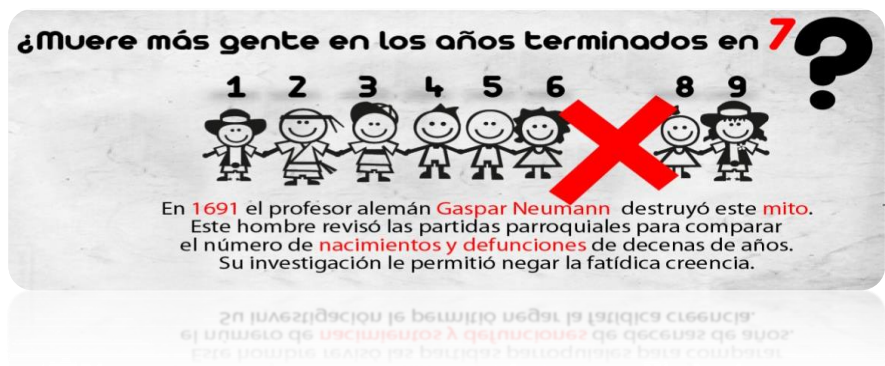 ¿Muere más gente en los años terminados en 7?
1 2 3 4 5 6 8 9
En 1691 el profesor alemán Gaspar Neumann destruyó este mito.
Este hombre revisó las partidas parroquiales para comparar
el número de nacimientos y defunciones de decenas de años.
Su investigación le permitió negar la fatídica creencia.